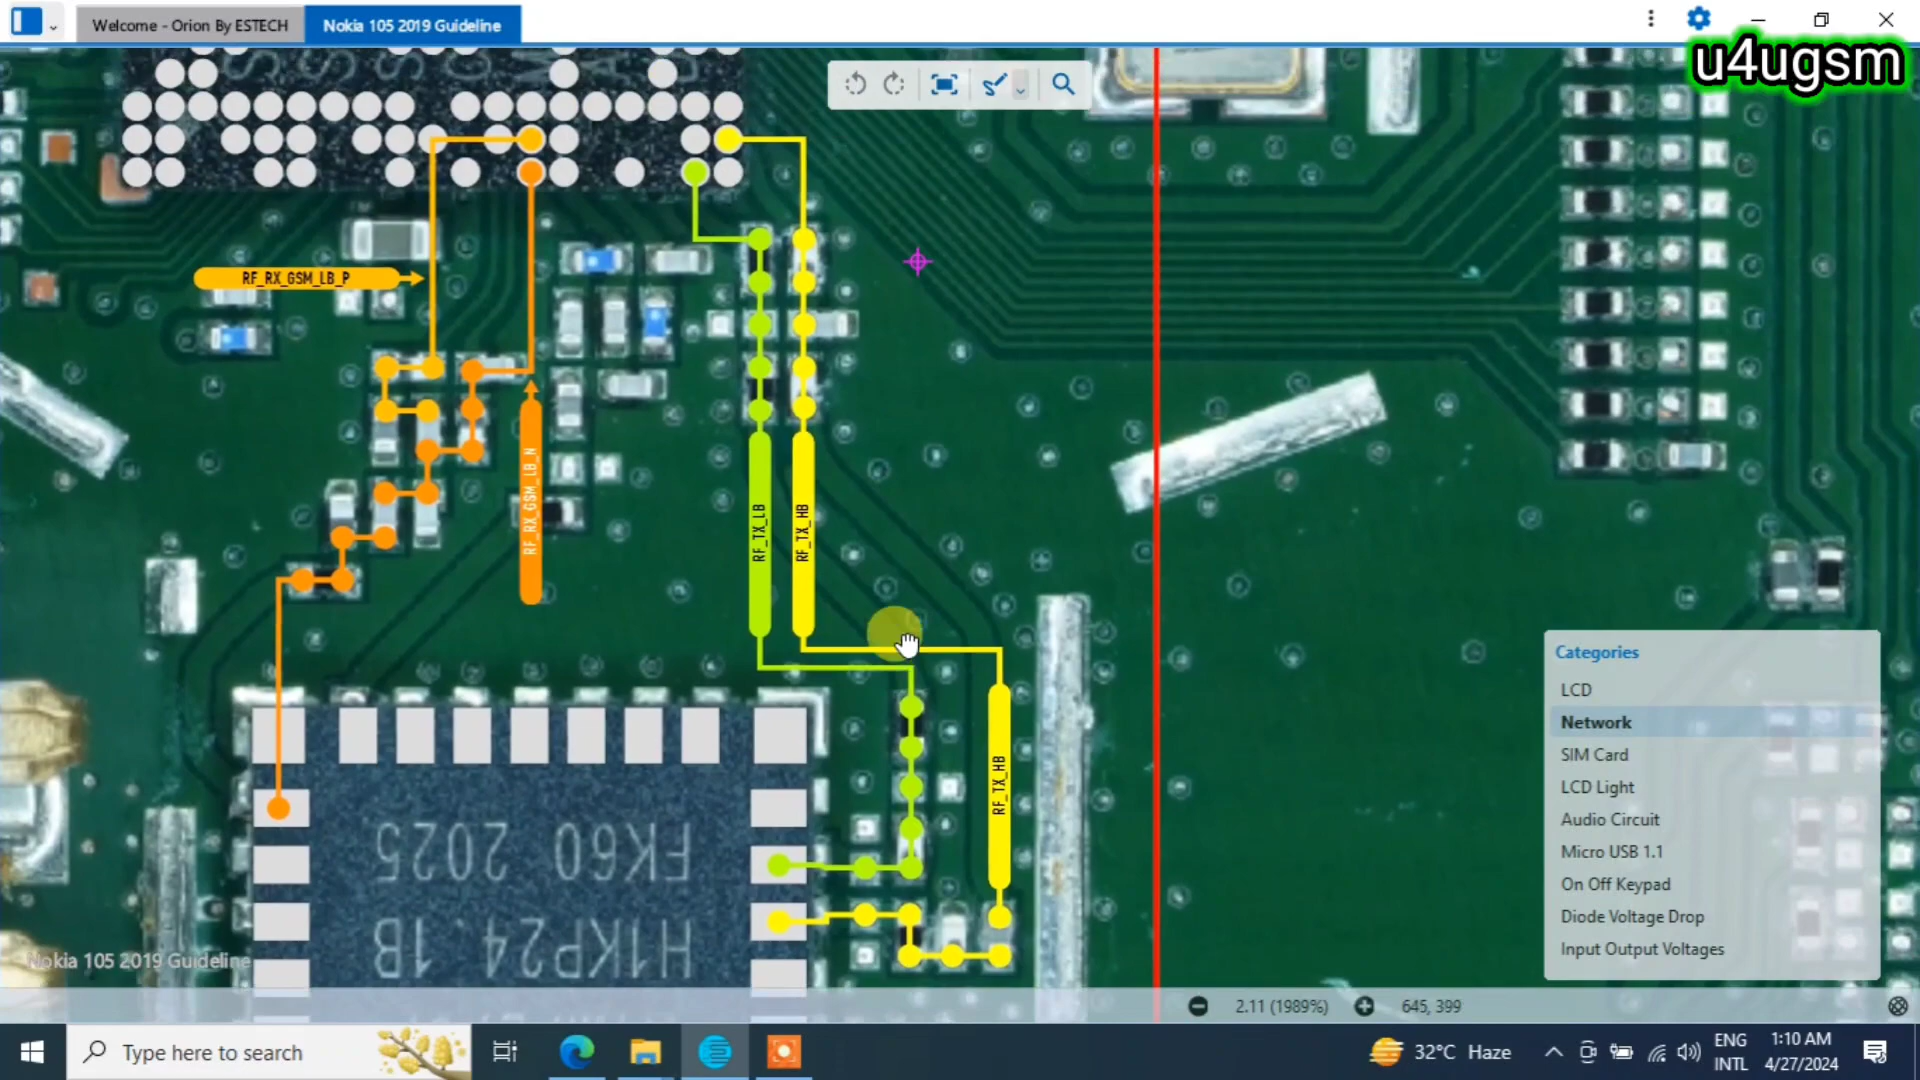 Welcome - Orion By ESTECH
Nokia 105 2019 Guideline
u4ugsm
RF_RX_GSM_LB_P
RF_RX_GSM_LB_N
RF_TX_LB
RF_TX_HB
RF_TX_HB
FK60 2025
H1KP24.1B
Nokia 105 2019 Guideline
Categories
LCD
Network
SIM Card
LCD Light
Audio Circuit
Micro USB 1.1
On Off Keypad
Diode Voltage Drop
Input Output Voltages
2.11 (1989%)
645, 399
Type here to search
32°C Haze
ENG
INTL
1:10 AM
4/27/2024